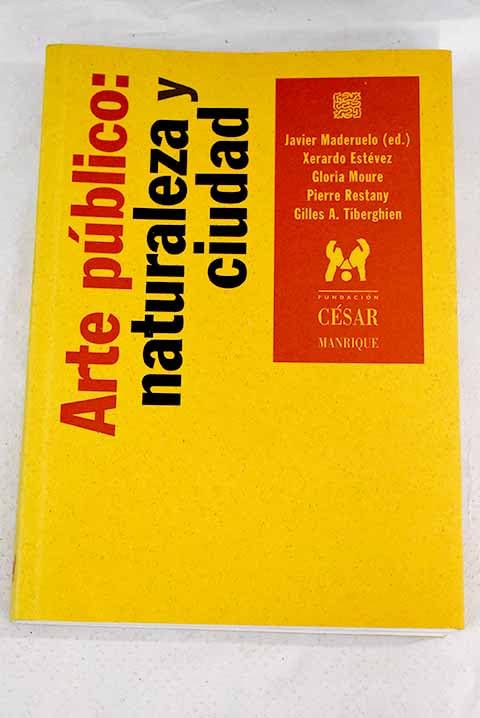 Arte público:
naturaleza y
ciudad
Javier Maderuelo (ed.)
Xerardo Estévez
Gloria Moure
Pierre Restany
Gilles A. Tiberghien
FUNDACIÓN
CÉSAR
MANRIQUE